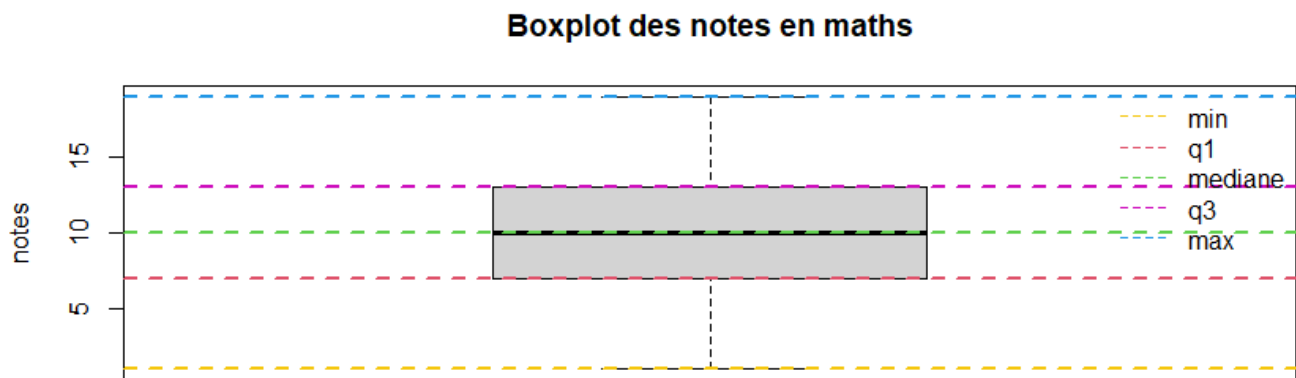 Boxplot des notes en maths
notes
15
10
5
min
q1
mediane
q3
max